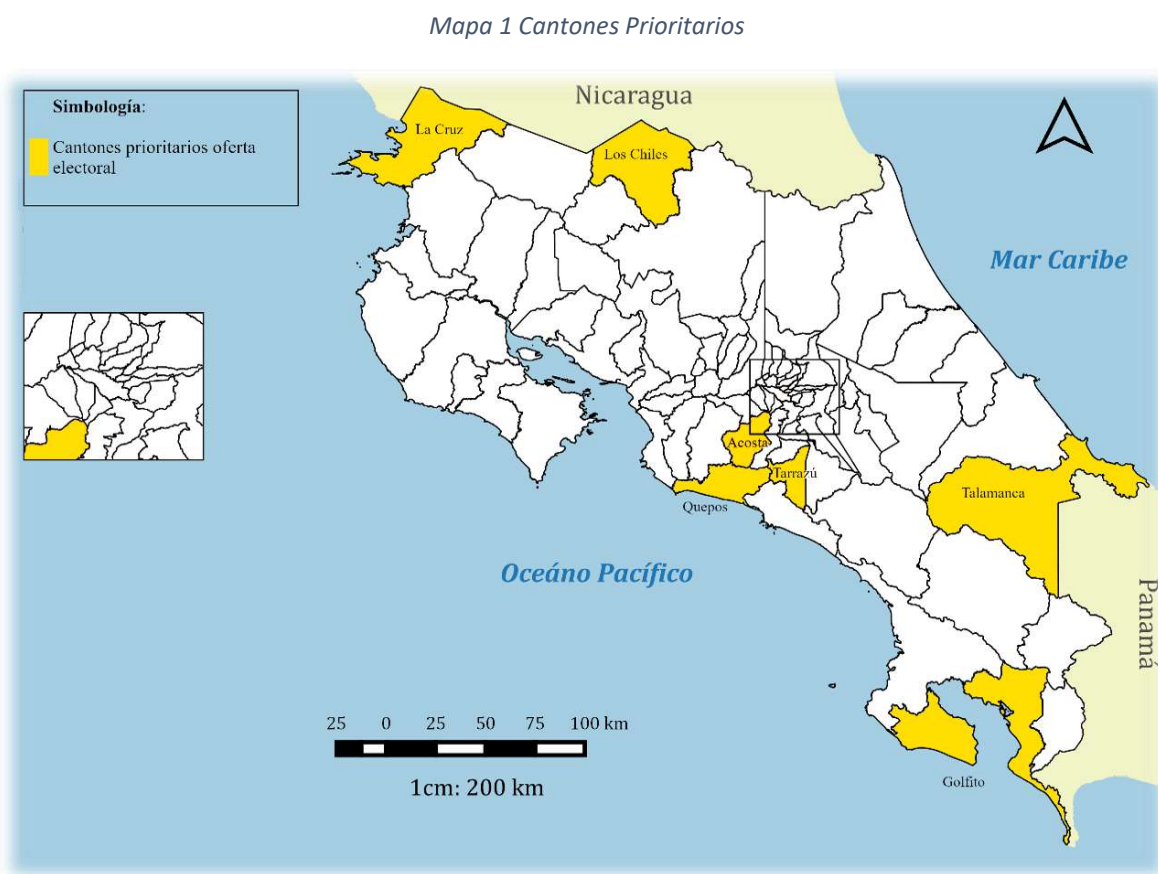 Mapa 1 Cantones Prioritarios
Simbología:
Cantones prioritarios oferta
electoral
Nicaragua
La Cruz
Los Chiles
Mar Caribe
Acosta
Tarrazú
Quepos
Talamanca
Oceáno Pacífico
Panamá
25 0 25 50 75 100 km
1cm: 200 km
Golfito